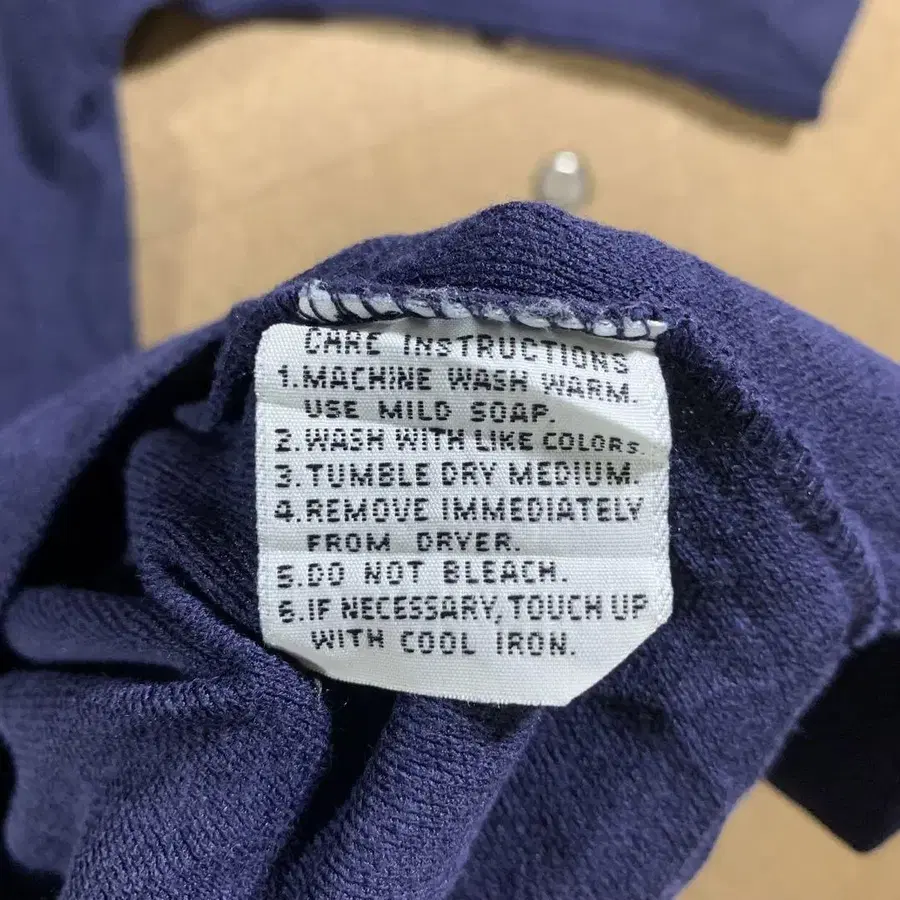 CARE INSTRUCTIONS
1. MACHINE WASH WARM.
USE MILD SOAP.
2. WASH WITH LIKE COLORs.
3. TUMBLE DRY MEDIUM.
4. REMOVE IMMEDIATELY
FROM DRYER.
5. DO NOT BLEACH.
6. IF NECESSARY, TOUCH UP
WITH COOL IRON.